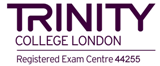 TRINITY
COLLEGE LONDON
Registered Exam Centre 44255